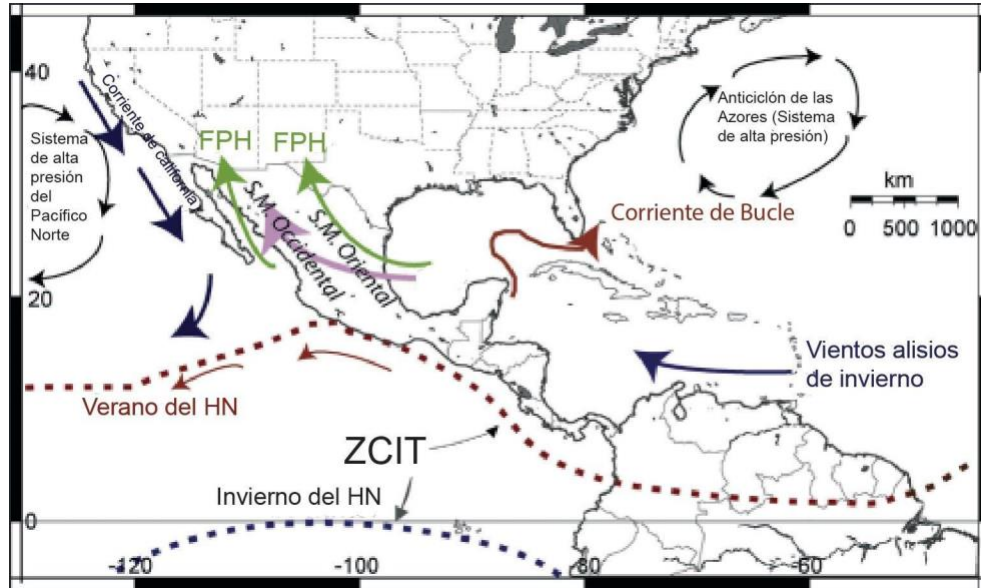 40
Sistema
de alta
presión
del
Pacífico
Norte
Corriente de california
FPH
FPH
S.M. Occidental
S.M. Oriental
Anticiclón de las
Azores (Sistema
de alta presión)
km
0 500 1000
Corriente de Bucle
20
Vientos alisios
de invierno
Verano del HN
ZCIT
Invierno del HN
0
-120
-100
-80
-60